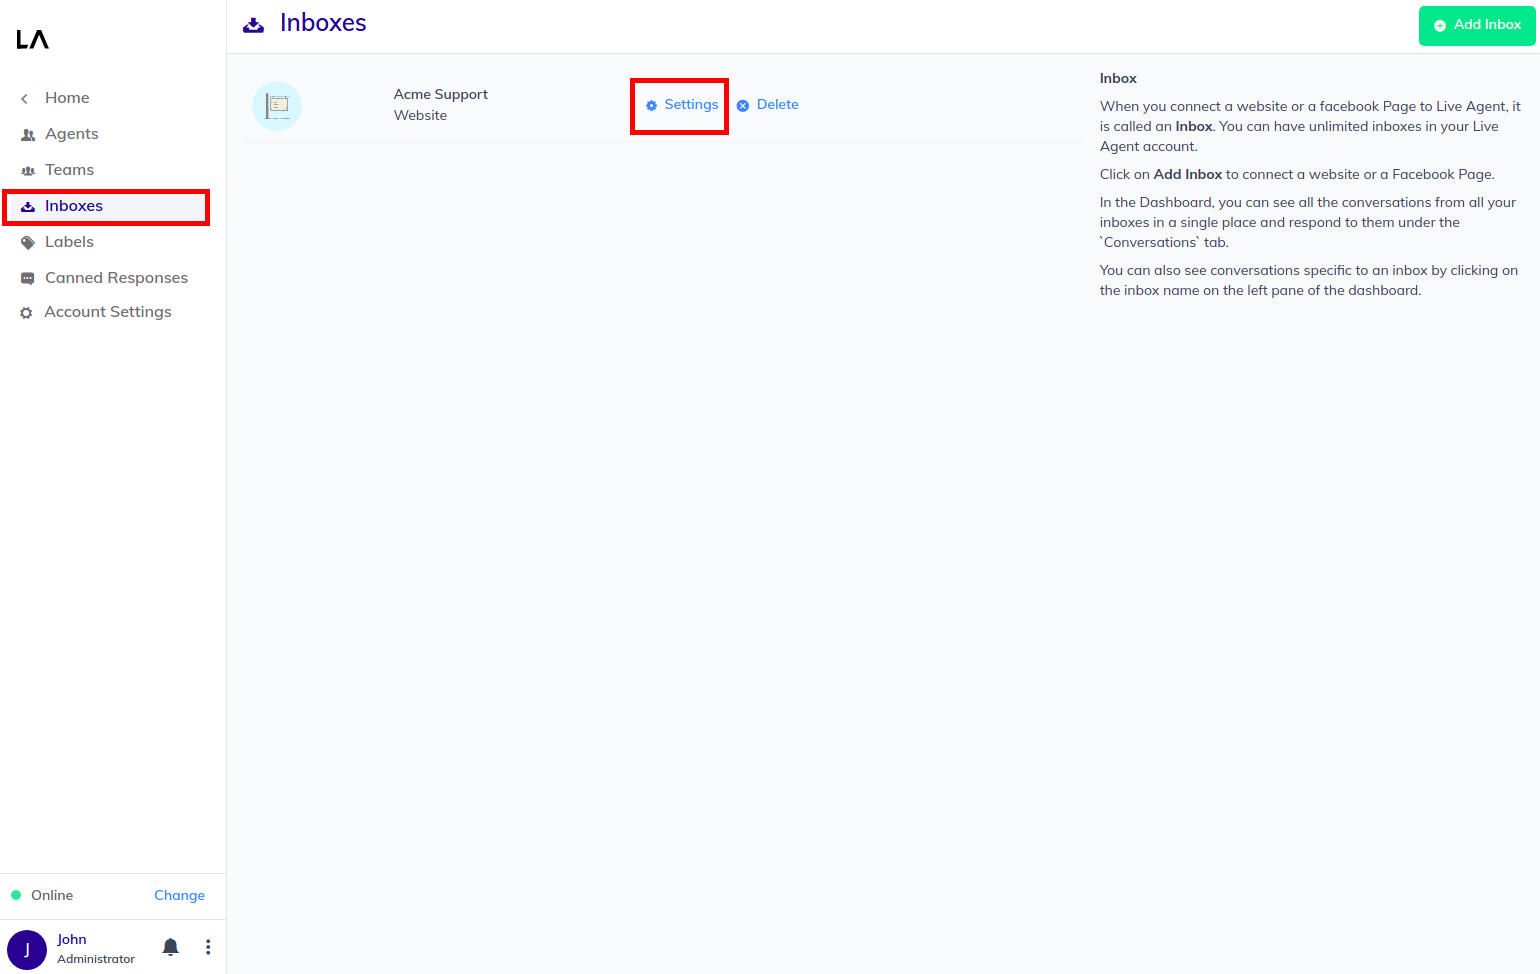 LA
Home
Agents
Teams
Inboxes
Labels
Canned Responses
Account Settings
Online
Change
J
John
Administrator
Inboxes
Add Inbox
Acme Support
Website
Settings
Delete
Inbox
When you connect a website or a facebook Page to Live Agent, it
is called an Inbox. You can have unlimited inboxes in your Live
Agent account.
Click on Add Inbox to connect a website or a Facebook Page.
In the Dashboard, you can see all the conversations from all your
inboxes in a single place and respond to them under the
`Conversations` tab.
You can also see conversations specific to an inbox by clicking on
the inbox name on the left pane of the dashboard.